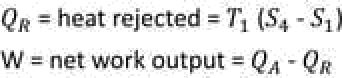 Q_R = heat rejected = T_1 (S_4 - S_1)
W = net work output = Q_A - Q_R